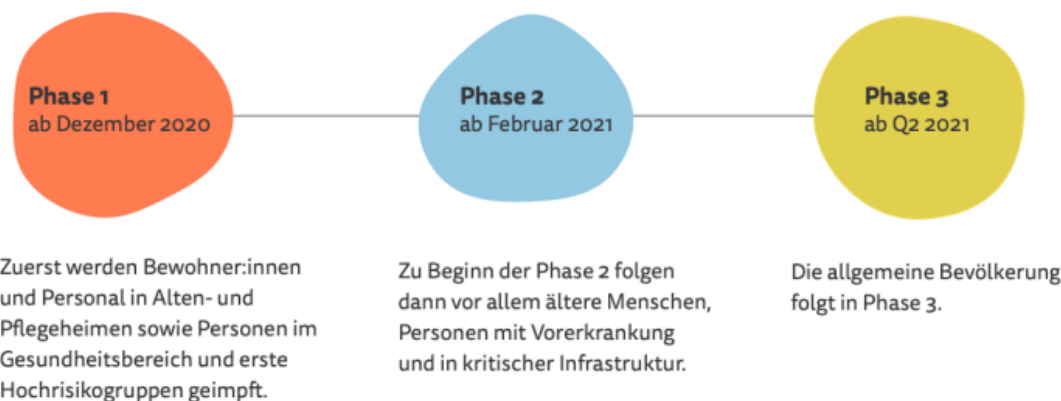 Phase 1
ab Dezember 2020
Zuerst werden Bewohner:innen
und Personal in Alten- und
Pflegeheimen sowie Personen im
Gesundheitsbereich und erste
Hochrisikogruppen geimpft.
Phase 2
ab Februar 2021
Zu Beginn der Phase 2 folgen
dann vor allem ältere Menschen,
Personen mit Vorerkrankung
und in kritischer Infrastruktur.
Phase 3
ab Q2 2021
Die allgemeine Bevölkerung
folgt in Phase 3.